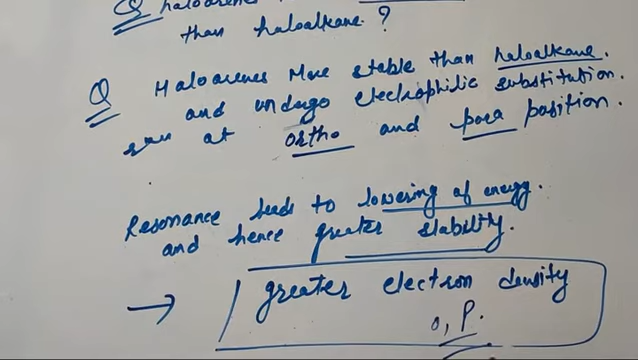 Q haloarenes
than haloalkane ?
Q Haloarenes More stable than haloalkane.
and undergo electrophilic substitution.
at ortho and para position.
Resonance leads to lowering of energy.
and hence greater stability.
→ greater electron density
o, p.